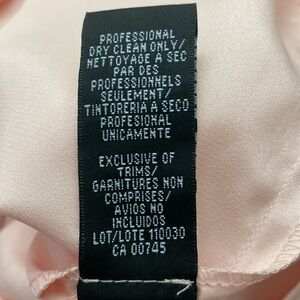 PROFESSIONAL
DRY CLEAN ONLY/
NETTOYAGE A SEC
PAR DES
PROFESSIONNELS
SEULEMENT/
TINTORERIA A SECO
PROFESIONAL
UNICAMENTE
EXCLUSIVE OF
TRIMS/
GARNITURES NON
COMPRISES/
AVIOS NO
INCLUIDOS
LOT/LOTE 110030
CA 00745